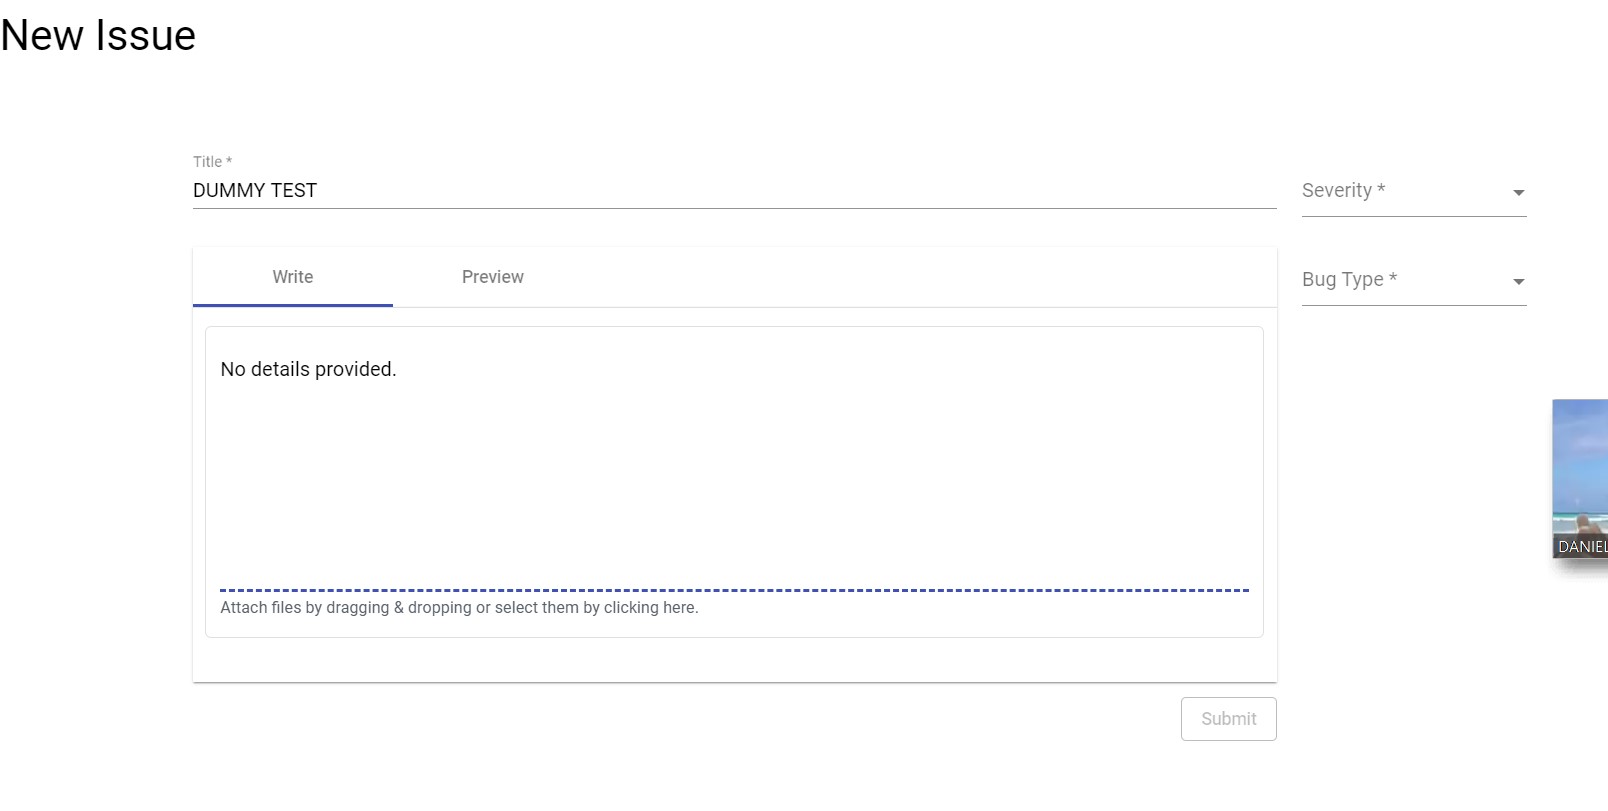 New Issue
Title *
DUMMY TEST
Severity *
Write
Preview
Bug Type *
No details provided.
Attach files by dragging & dropping or select them by clicking here.
DANIEL
Submit